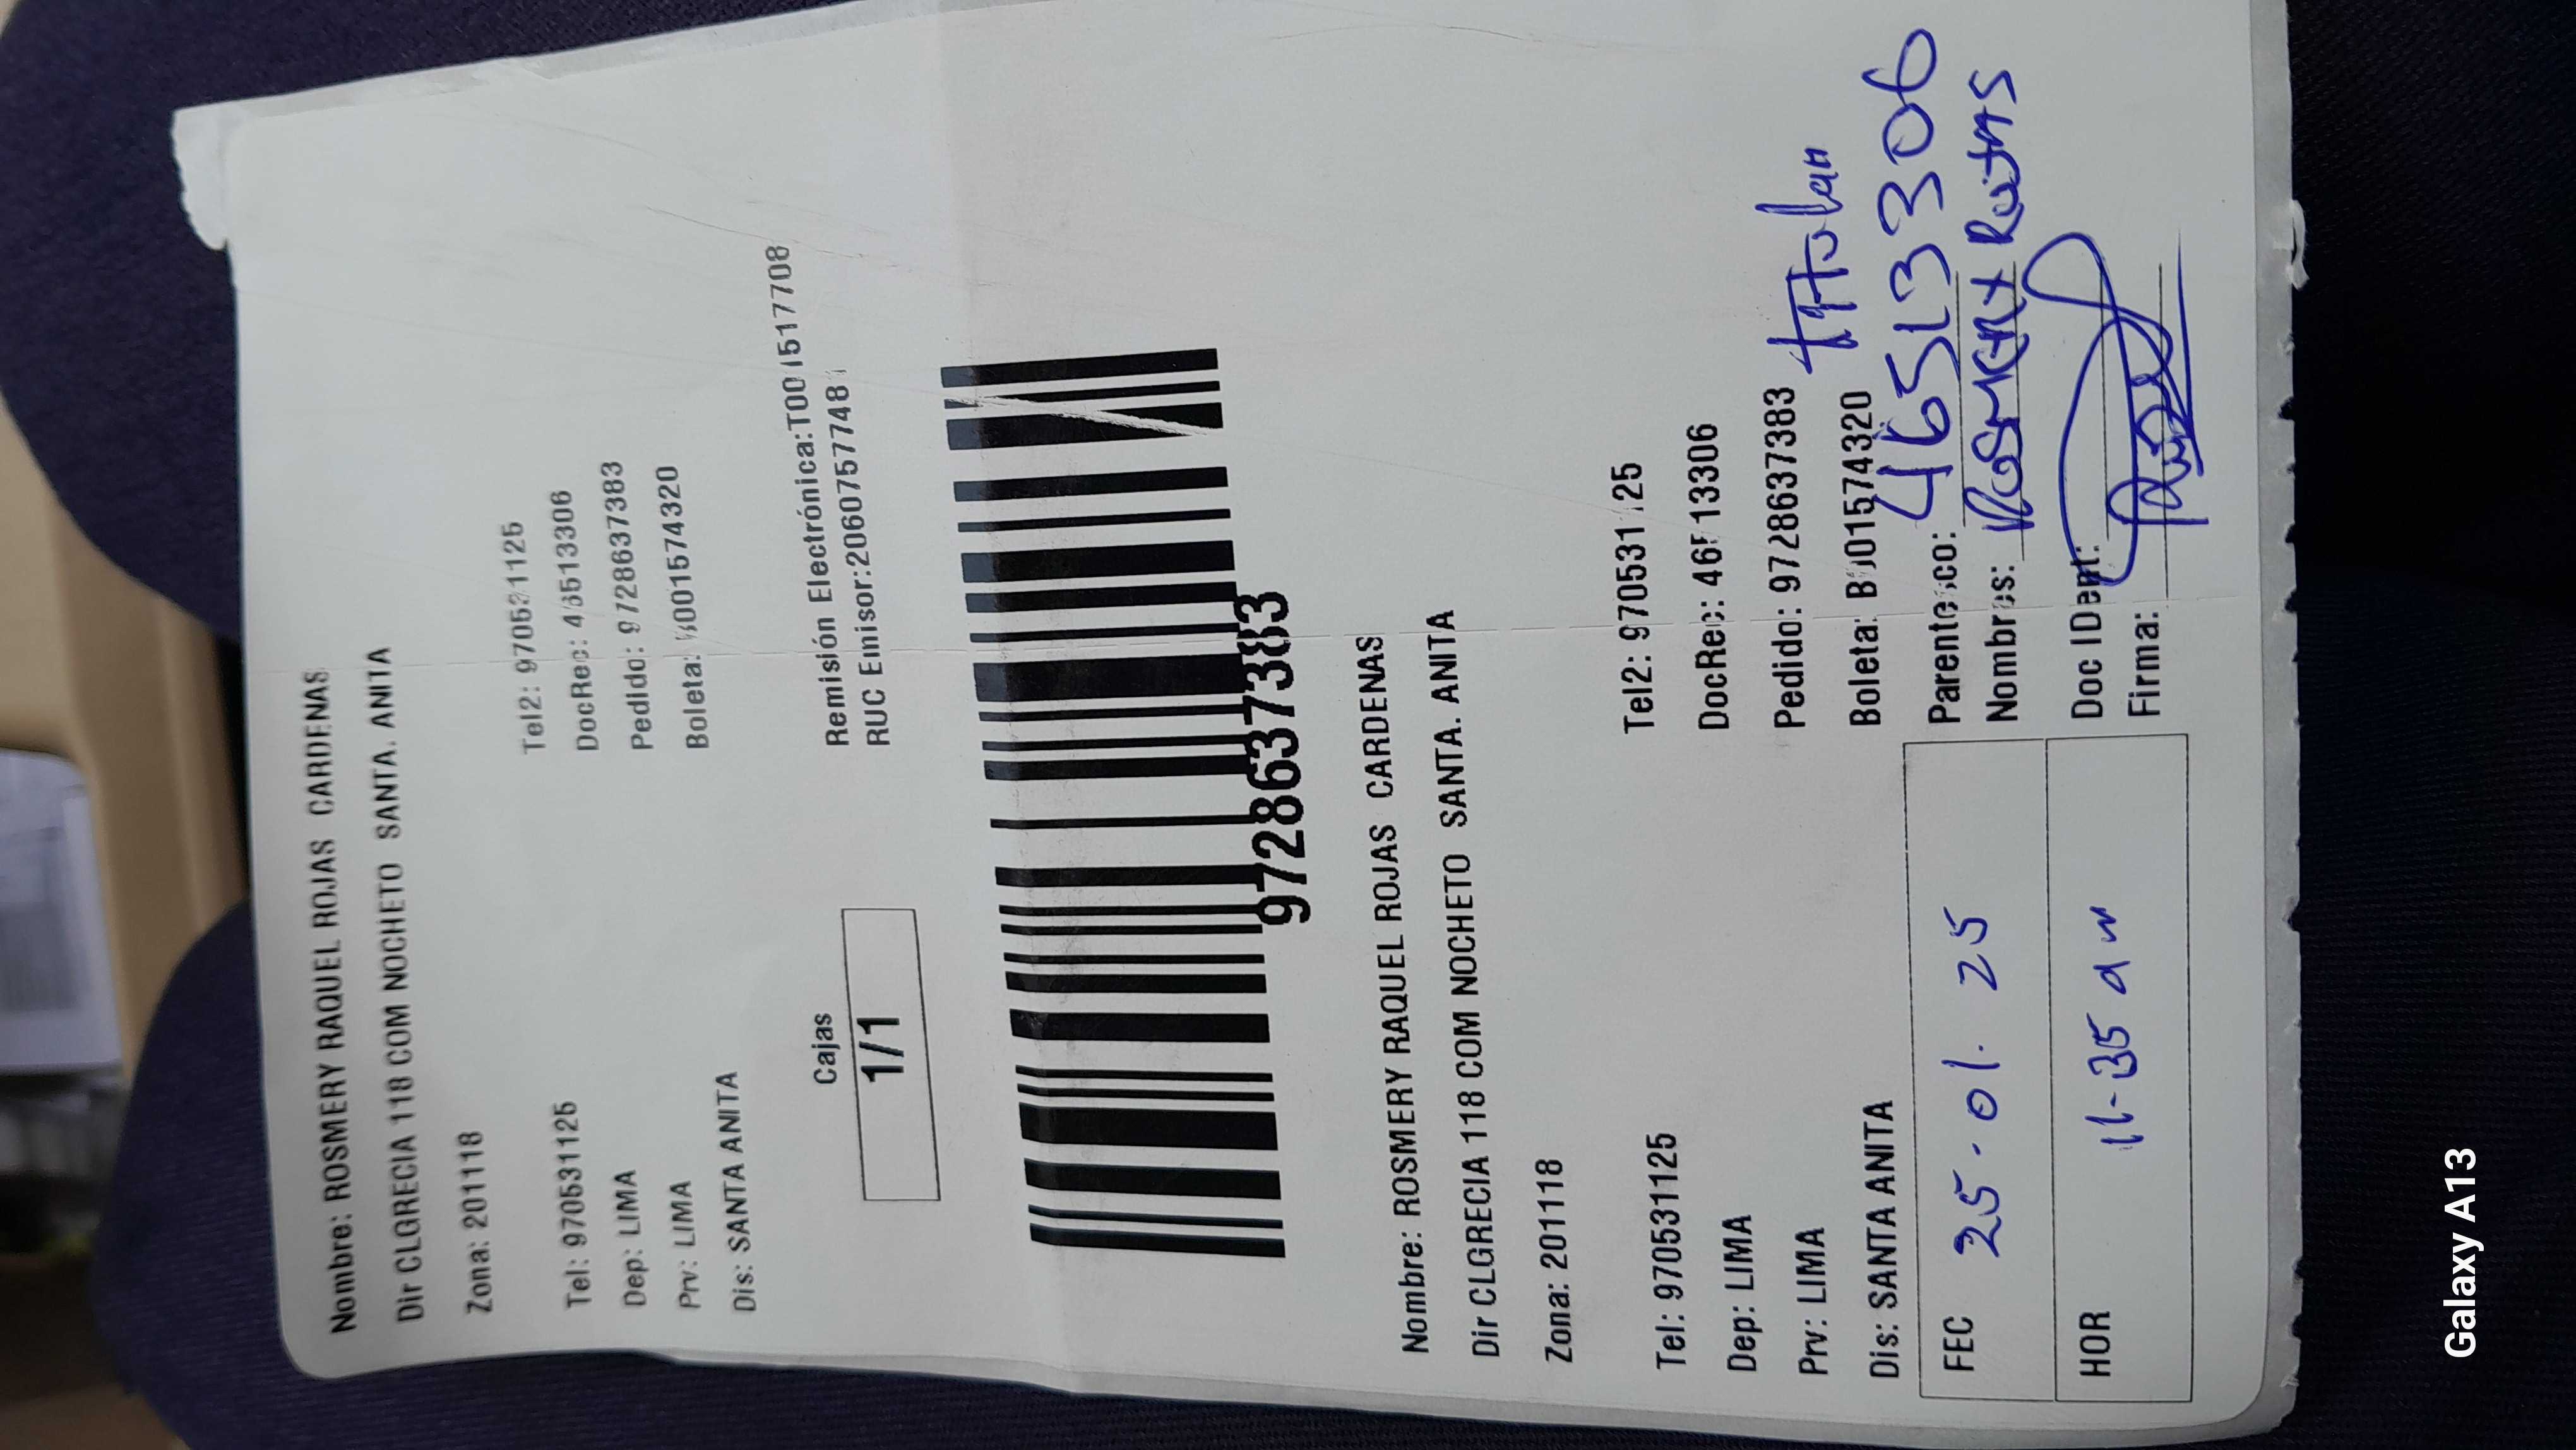 Nombre: ROSMERY RAQUEL ROJAS CARDENAS
Dir CLGRECIA 118 COM NOCHETO SANTA. ANITA
Zona: 201118
Tel: 970531125
Tel2: 970531125
Dep: LIMA
DocRec: 46513306
Prv: LIMA
Pedido: 9728637383
Dis: SANTA ANITA
Boleta: 001574320
Cajas
1/1
Remisión Electrónica:T001517708
RUC Emisor:20607577481
9728637383
Nombre: ROSMERY RAQUEL ROJAS CARDENAS
Dir CLGRECIA 118 COM NOCHETO SANTA. ANITA
Zona: 201118
Tel: 970531125
Tel2: 970531125
Dep: LIMA
DocRec: 46513306
Prv: LIMA
Pedido: 9728637383
Titular
Dis: SANTA ANITA
Boleta: B001574320
FEC 25-01.25
Parentesco: 46513306
Nombres: Rosmery Rojas
HOR 11-35 am
Doc IDent:
Firma:
Galaxy A13